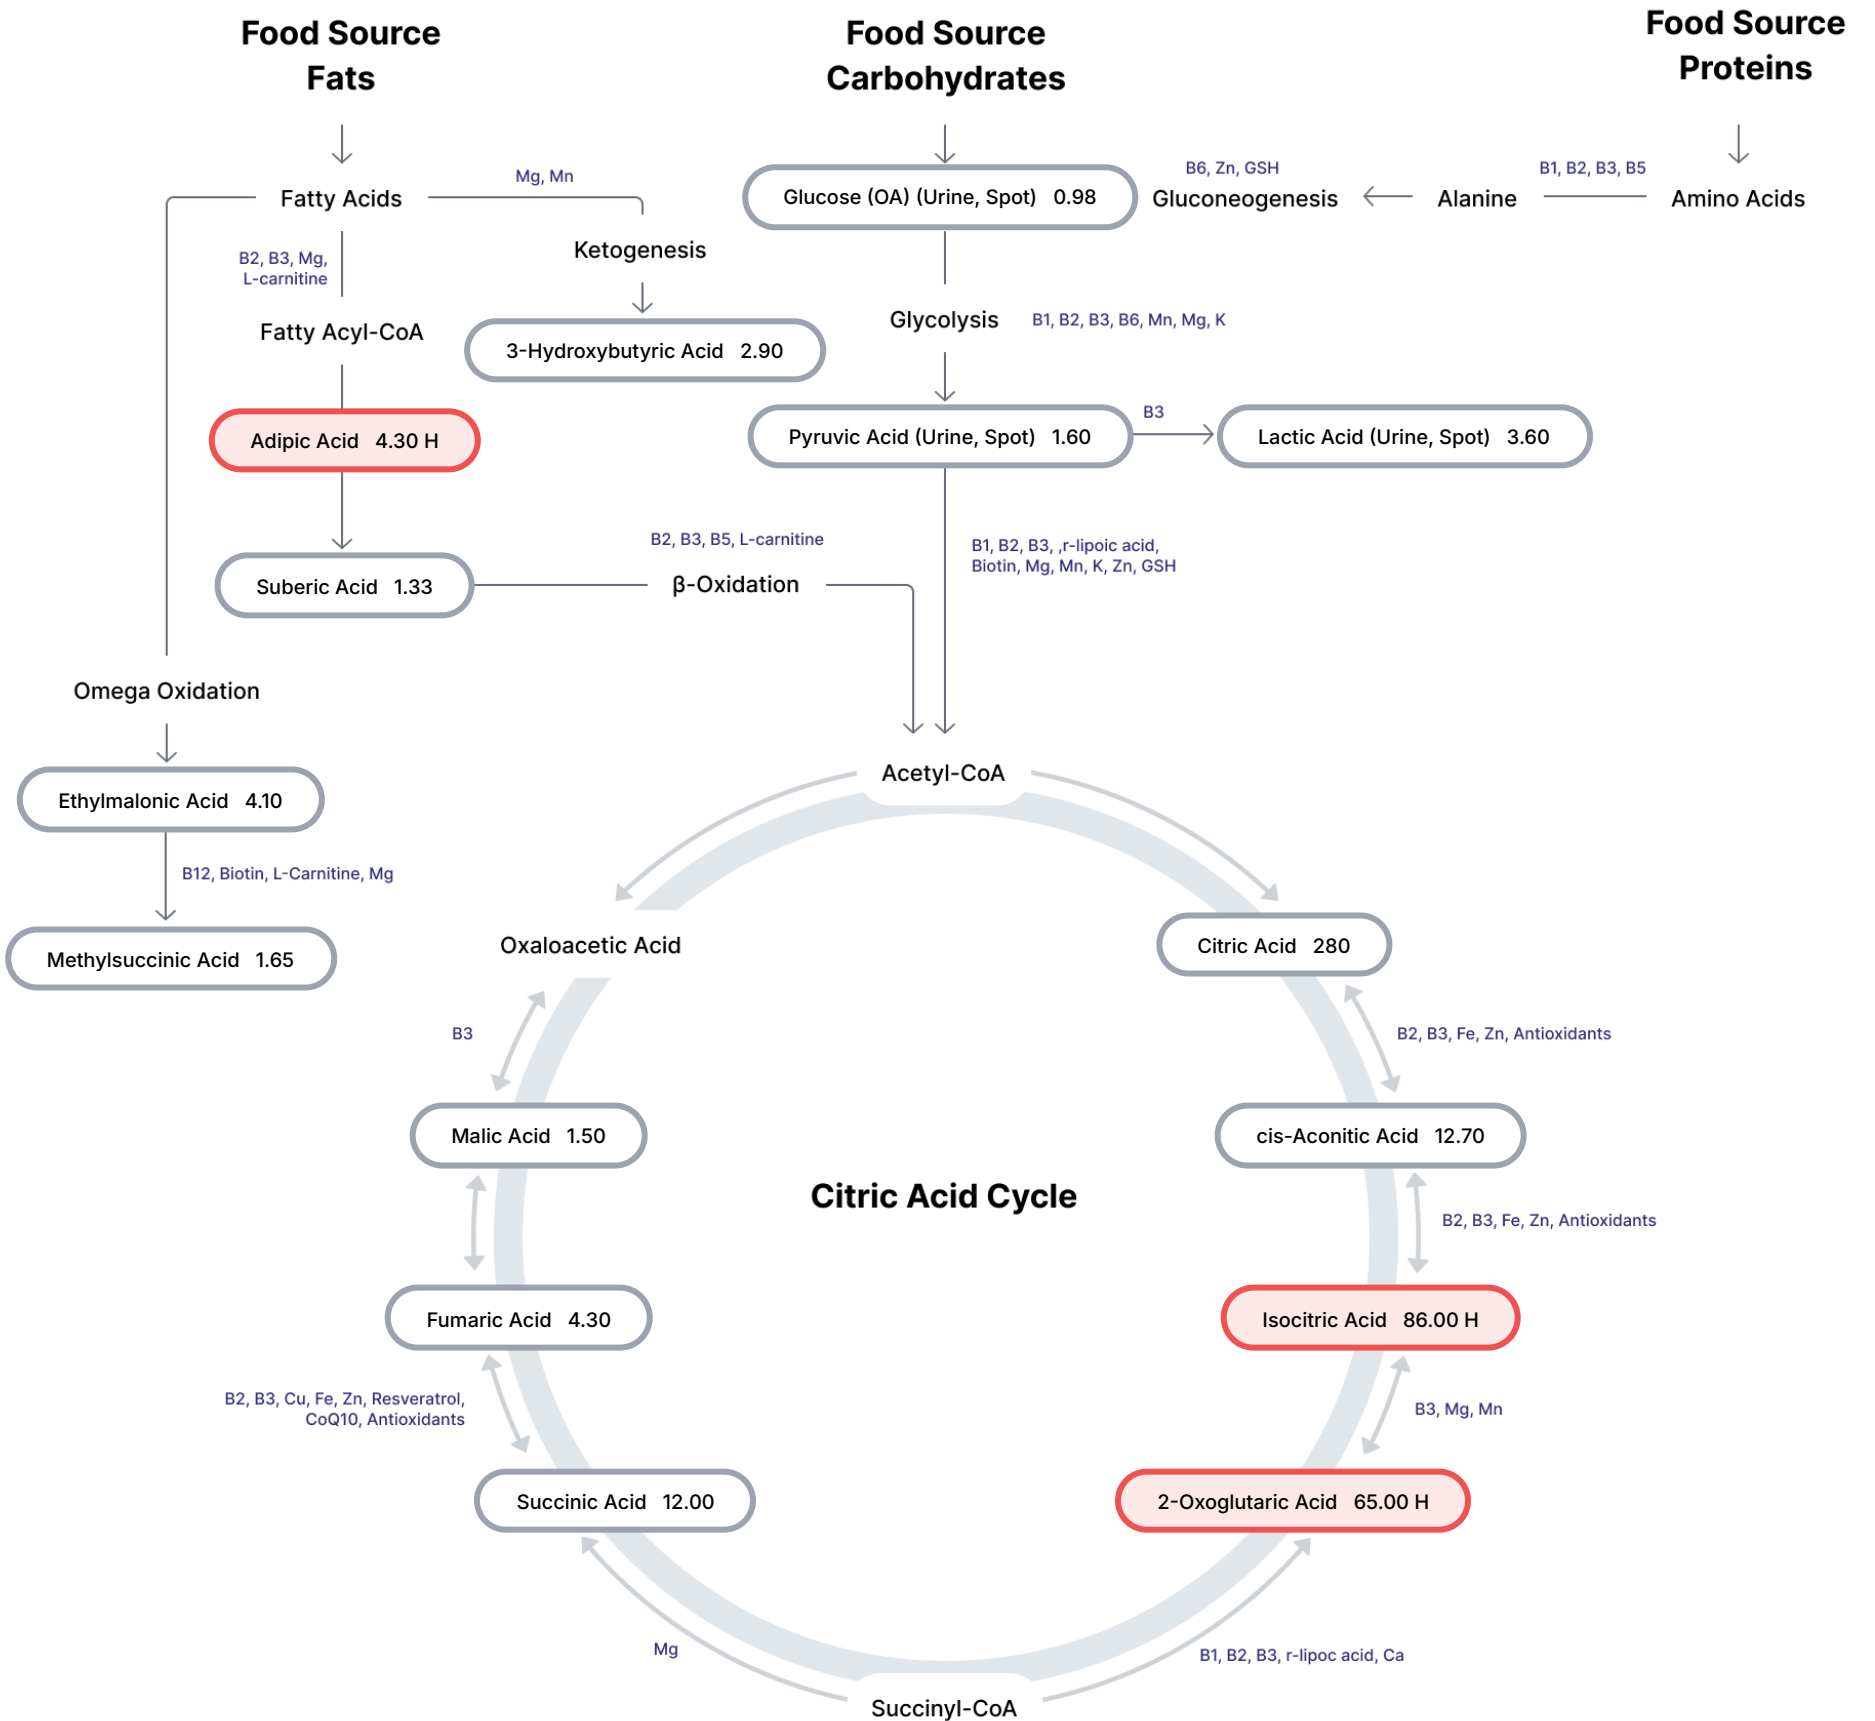 Food Source
Fats
Food Source
Carbohydrates
Food Source
Proteins
Fatty Acids
Mg, Mn
Glucose (OA) (Urine, Spot) 0.98
B6, Zn, GSH
Gluconeogenesis
Alanine
B1, B2, B3, B5
Amino Acids
B2, B3, Mg,
L-carnitine
Ketogenesis
Fatty Acyl-CoA
3-Hydroxybutyric Acid 2.90
Glycolysis
B1, B2, B3, B6, Mn, Mg, K
Adipic Acid 4.30 H
Pyruvic Acid (Urine, Spot) 1.60
B3
Lactic Acid (Urine, Spot) 3.60
Suberic Acid 1.33
B2, B3, B5, L-carnitine
β-Oxidation
B1, B2, B3, ,r-lipoic acid,
Biotin, Mg, Mn, K, Zn, GSH
Omega Oxidation
Ethylmalonic Acid 4.10
B12, Biotin, L-Carnitine, Mg
Methylsuccinic Acid 1.65
Acetyl-CoA
Oxaloacetic Acid
Citric Acid 280
B3
B2, B3, Fe, Zn, Antioxidants
Malic Acid 1.50
cis-Aconitic Acid 12.70
Citric Acid Cycle
B2, B3, Fe, Zn, Antioxidants
Fumaric Acid 4.30
Isocitric Acid 86.00 H
B2, B3, Cu, Fe, Zn, Resveratrol,
CoQ10, Antioxidants
B3, Mg, Mn
Succinic Acid 12.00
2-Oxoglutaric Acid 65.00 H
Mg
B1, B2, B3, r-lipoc acid, Ca
Succinyl-CoA